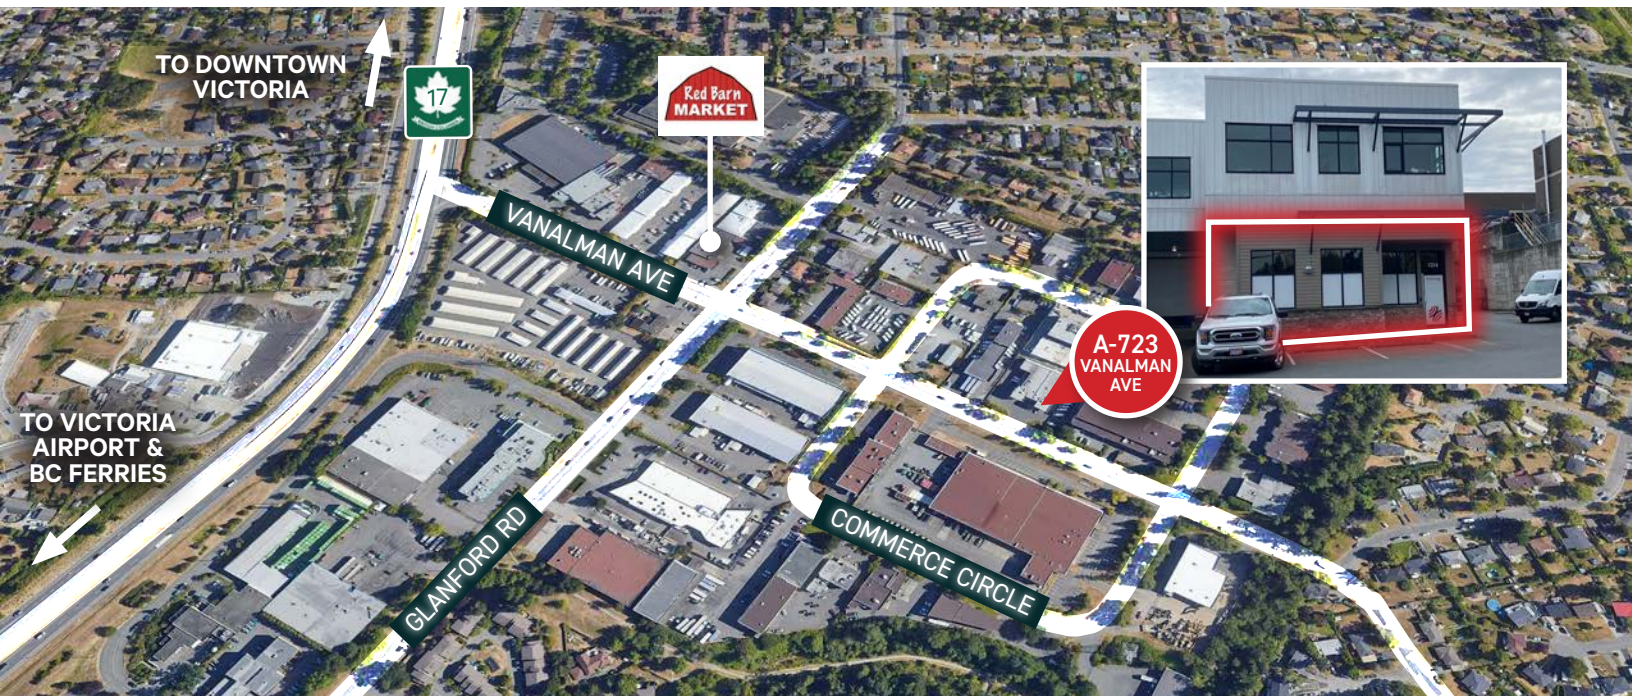 TO DOWNTOWN
VICTORIA
17
Red Barn
MARKET
VANALMAN AVE
A-723
VANALMAN
AVE
TO VICTORIA
AIRPORT &
BC FERRIES
GLANFORD RD
COMMERCE CIRCLE